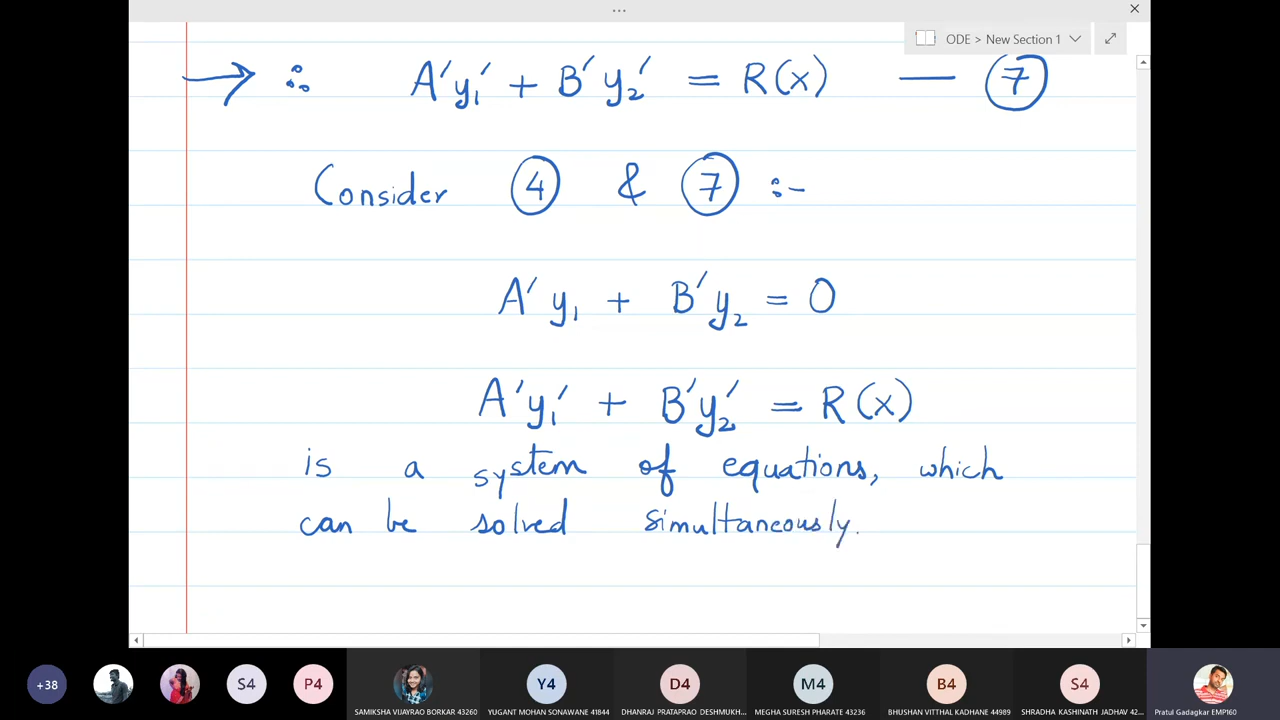 ODE > New Section 1
∴ A′y₁′ + B′y₂′ = R(x) — ⑦
Consider ④ & ⑦ :-
A′y₁ + B′y₂ = 0
A′y₁′ + B′y₂′ = R(x)
is a system of equations, which
can be solved simultaneously.
+38
S4
P4
Y4
D4
M4
B4
S4
SAMIKSHA VIJAYRAO BORKAR 43260
YUGANT MOHAN SONAWANE 41844
DHANRAJ PRATAPRAO DESHMUKH...
MEGHA SURESH PHARATE 43236
BHUSHAN VITTHAL KADHANE 44989
SHRADHA KASHINATH JADHAV 42...
Pratul Gadagkar EMP60